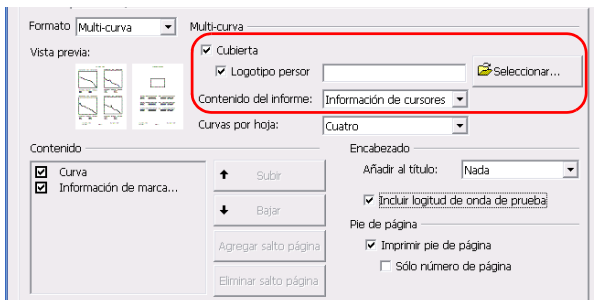 Formato Multi-curva
Vista previa:
Multi-curva
Cubierta
Logotipo persor
Seleccionar...
Contenido del informe: Información de cursores
Curvas por hoja: Cuatro
Contenido
Curva
Información de marca...
Subir
Bajar
Agregar salto página
Eliminar salto página
Encabezado
Añadir al título: Nada
Incluir logitud de onda de prueba
Pie de página
Imprimir pie de página
Sólo número de página